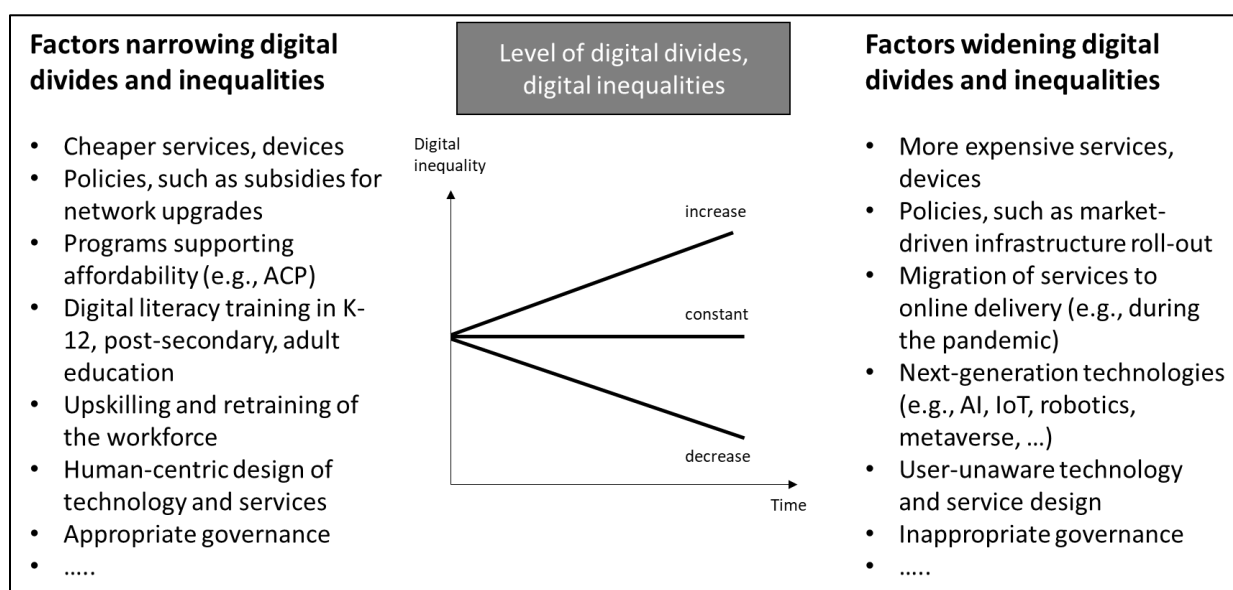 Factors narrowing digital
divides and inequalities
• Cheaper services, devices
• Policies, such as subsidies for
network upgrades
• Programs supporting
affordability (e.g., ACP)
• Digital literacy training in K-
12, post-secondary, adult
education
• Upskilling and retraining of
the workforce
• Human-centric design of
technology and services
• Appropriate governance
• …..
Level of digital divides,
digital inequalities
Digital
inequality
increase
constant
decrease
Time
Factors widening digital
divides and inequalities
• More expensive services,
devices
• Policies, such as market-
driven infrastructure roll-out
• Migration of services to
online delivery (e.g., during
the pandemic)
• Next-generation technologies
(e.g., AI, IoT, robotics,
metaverse, …)
• User-unaware technology
and service design
• Inappropriate governance
• …..